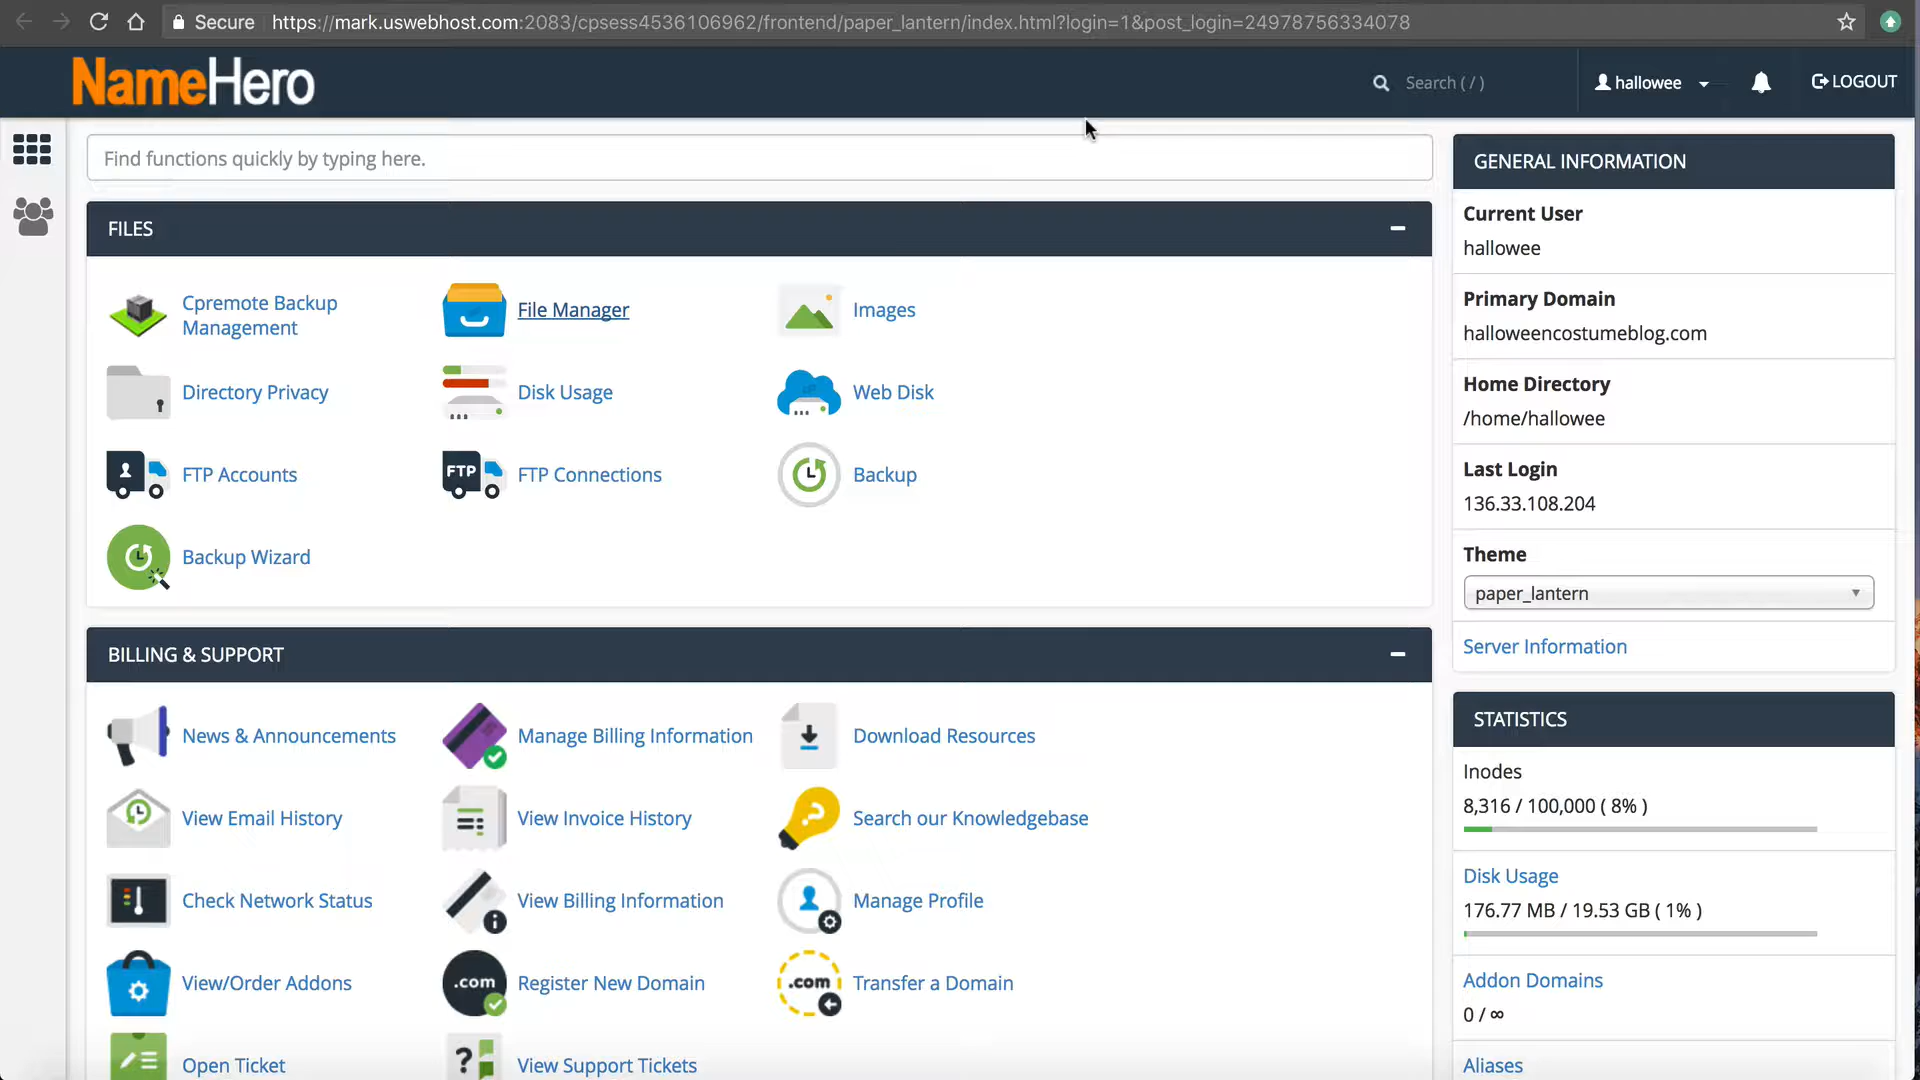 Secure https://mark.uswebhost.com:2083/cpsess4536106962/frontend/paper_lantern/index.html?login=1&post_login=24978756334078
NameHero
Search ( / )
hallowee
LOGOUT
Find functions quickly by typing here.
FILES
Cpremote Backup
Management
File Manager
Images
Directory Privacy
Disk Usage
Web Disk
FTP Accounts
FTP
FTP Connections
Backup
Backup Wizard
BILLING & SUPPORT
News & Announcements
Manage Billing Information
Download Resources
View Email History
View Invoice History
Search our Knowledgebase
Check Network Status
View Billing Information
Manage Profile
View/Order Addons
.com
Register New Domain
.com
Transfer a Domain
Open Ticket
View Support Tickets
GENERAL INFORMATION
Current User
hallowee
Primary Domain
halloweencostumeblog.com
Home Directory
/home/hallowee
Last Login
136.33.108.204
Theme
paper_lantern
Server Information
STATISTICS
Inodes
8,316 / 100,000 ( 8% )
Disk Usage
176.77 MB / 19.53 GB ( 1% )
Addon Domains
0 / ∞
Aliases